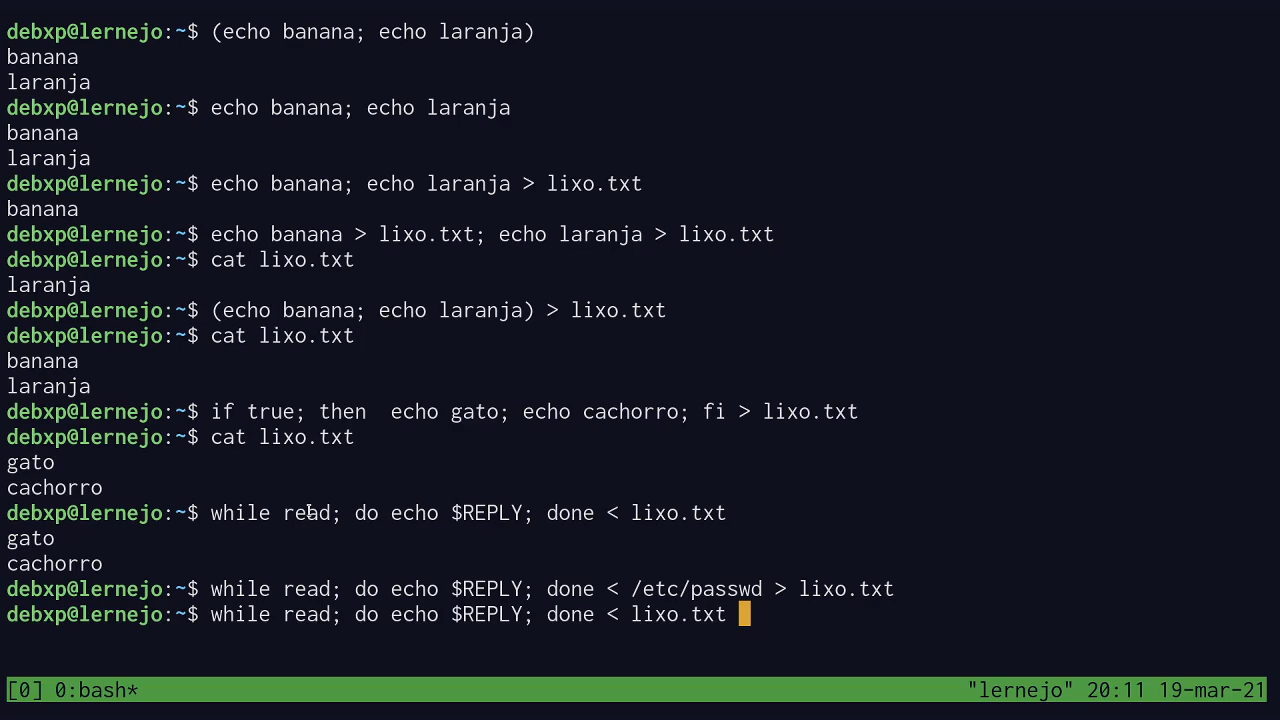 debxp@lernejo:~$ (echo banana; echo laranja)
banana
laranja
debxp@lernejo:~$ echo banana; echo laranja
banana
laranja
debxp@lernejo:~$ echo banana; echo laranja > lixo.txt
banana
debxp@lernejo:~$ echo banana > lixo.txt; echo laranja > lixo.txt
debxp@lernejo:~$ cat lixo.txt
laranja
debxp@lernejo:~$ (echo banana; echo laranja) > lixo.txt
debxp@lernejo:~$ cat lixo.txt
banana
laranja
debxp@lernejo:~$ if true; then  echo gato; echo cachorro; fi > lixo.txt
debxp@lernejo:~$ cat lixo.txt
gato
cachorro
debxp@lernejo:~$ while read; do echo $REPLY; done < lixo.txt
gato
cachorro
debxp@lernejo:~$ while read; do echo $REPLY; done < /etc/passwd > lixo.txt
debxp@lernejo:~$ while read; do echo $REPLY; done < lixo.txt
[0] 0:bash* "lernejo" 20:11 19-mar-21